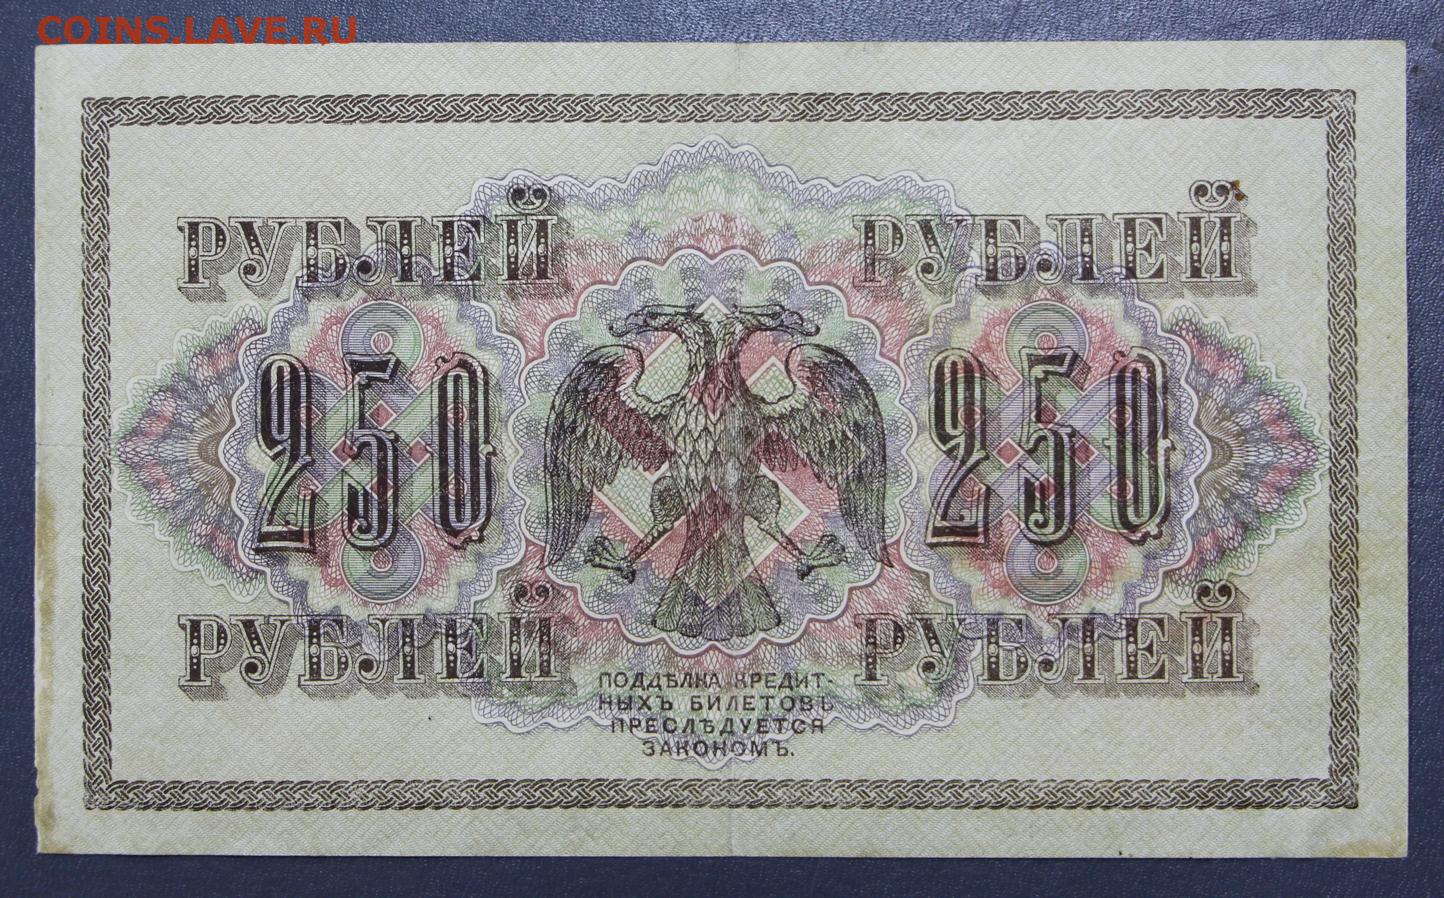 COINS.LAVE.RU
РУБЛЕЙ РУБЛЕЙ
250 250
РУБЛЕЙ РУБЛЕЙ
ПОДДѢЛКА КРЕДИТ-
НЫХЪ БИЛЕТОВЪ
ПРЕСЛѢДУЕТСЯ
ЗАКОНОМЪ.